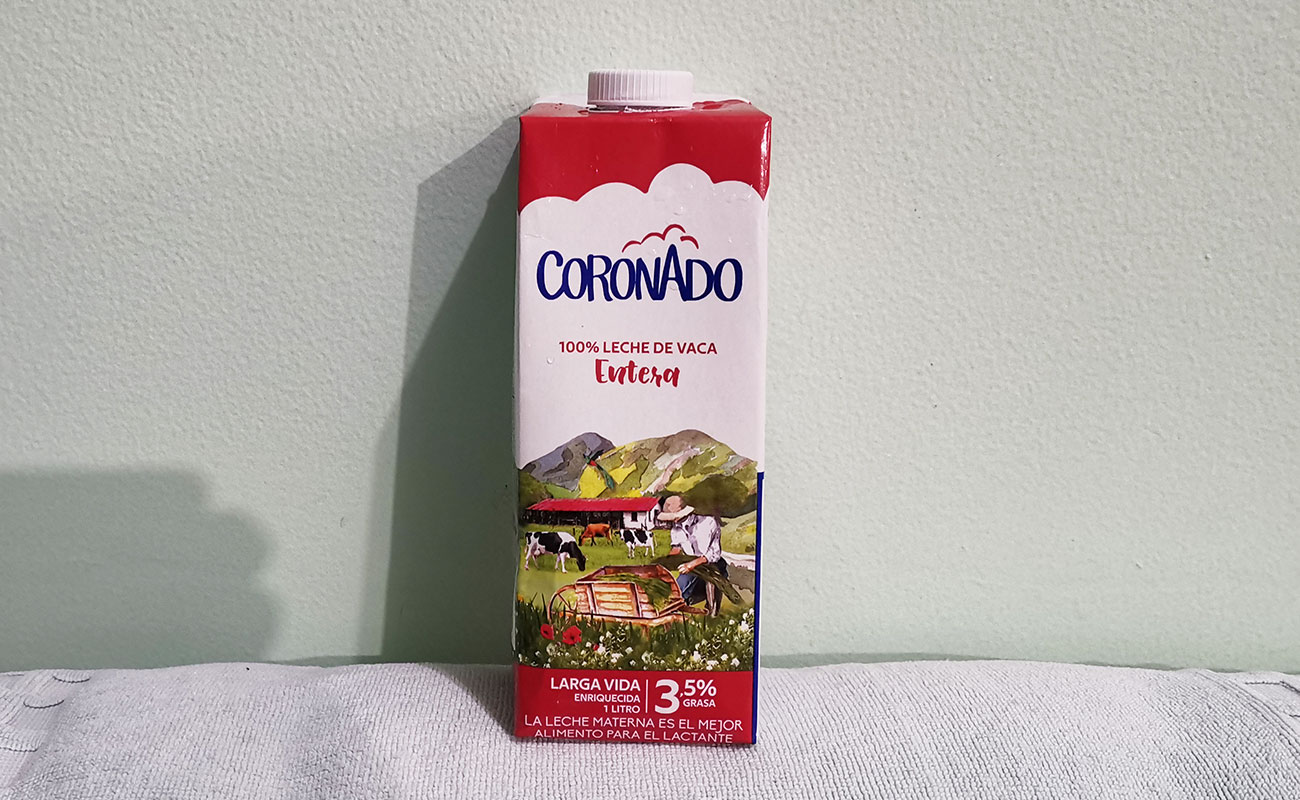 CORONADO
100% LECHE DE VACA
Entera
LARGA VIDA
ENRIQUECIDA
1 LITRO
3,5%
GRASA
LA LECHE MATERNA ES EL MEJOR
ALIMENTO PARA EL LACTANTE